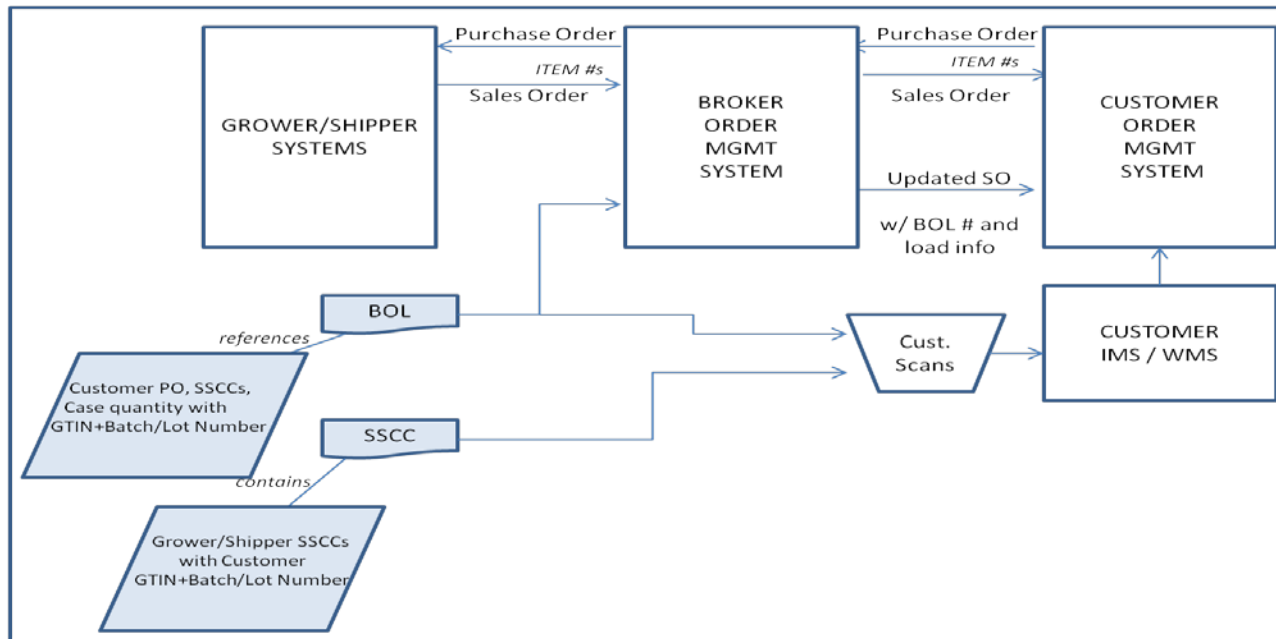 Purchase Order
ITEM #s
Sales Order
GROWER/SHIPPER
SYSTEMS
BROKER
ORDER
MGMT
SYSTEM
Purchase Order
ITEM #s
Sales Order
Updated SO
w/ BOL # and
load info
CUSTOMER
ORDER
MGMT
SYSTEM
BOL
references
Customer PO, SSCCs,
Case quantity with
GTIN+Batch/Lot Number
SSCC
contains
Grower/Shipper SSCCs
with Customer
GTIN+Batch/Lot Number
Cust.
Scans
CUSTOMER
IMS / WMS